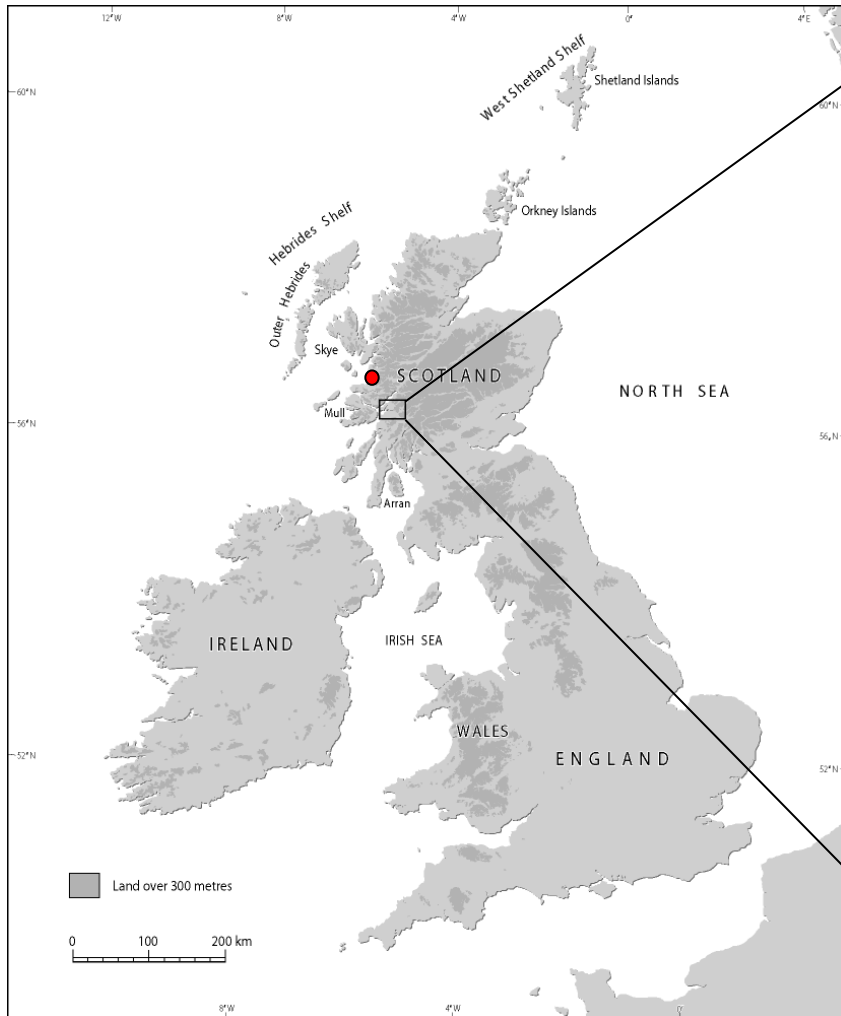 12°W 8°W 4°W 0° 4°E
60°N
60°N
West Shetland Shelf
Shetland Islands
Orkney Islands
Hebrides Shelf
Outer Hebrides
Skye
SCOTLAND
NORTH SEA
Mull
56°N
56°N
Arran
IRELAND
IRISH SEA
WALES
ENGLAND
52°N
52°N
Land over 300 metres
0 100 200 km
8°W 4°W 0°